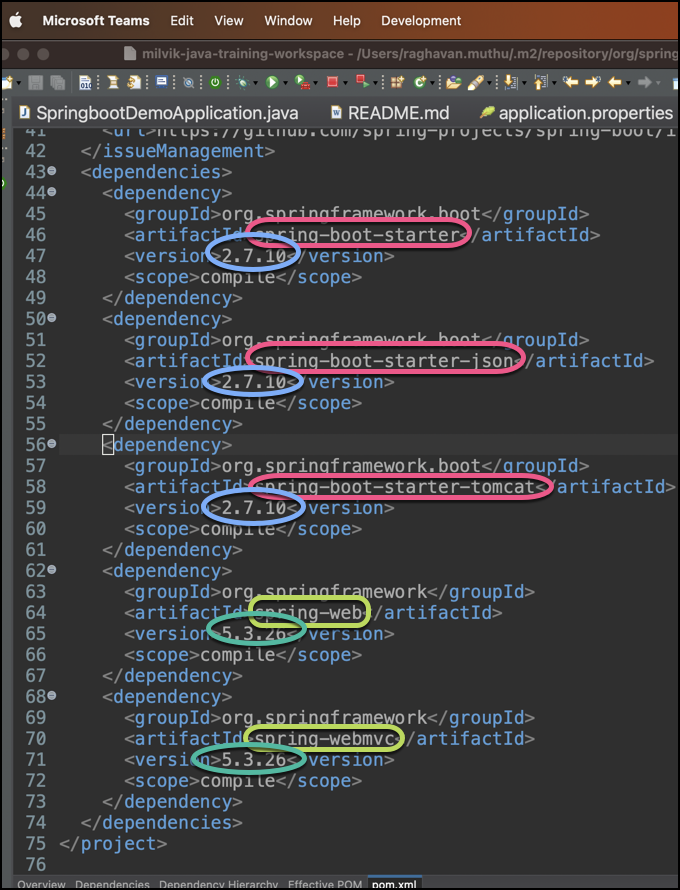 Microsoft Teams Edit View Window Help Development
milvik-java-training-workspace - /Users/raghavan.muthu/.m2/repository/org/spring
SpringbootDemoApplication.java README.md application.properties
41 <url>https://github.com/spring-projects/spring-boot/i
42 </issueManagement>
43 <dependencies>
44 <dependency>
45 <groupId>org.springframework.boot</groupId>
46 <artifactId>spring-boot-starter</artifactId>
47 <version>2.7.10</version>
48 <scope>compile</scope>
49 </dependency>
50 <dependency>
51 <groupId>org.springframework.boot</groupId>
52 <artifactId>spring-boot-starter-json</artifactId>
53 <version>2.7.10</version>
54 <scope>compile</scope>
55 </dependency>
56 <dependency>
57 <groupId>org.springframework.boot</groupId>
58 <artifactId>spring-boot-starter-tomcat</artifactId>
59 <version>2.7.10</version>
60 <scope>compile</scope>
61 </dependency>
62 <dependency>
63 <groupId>org.springframework</groupId>
64 <artifactId>spring-web</artifactId>
65 <version>5.3.26</version>
66 <scope>compile</scope>
67 </dependency>
68 <dependency>
69 <groupId>org.springframework</groupId>
70 <artifactId>spring-webmvc</artifactId>
71 <version>5.3.26</version>
72 <scope>compile</scope>
73 </dependency>
74 </dependencies>
75 </project>
76
Overview Dependencies Dependency Hierarchy Effective POM pom.xml